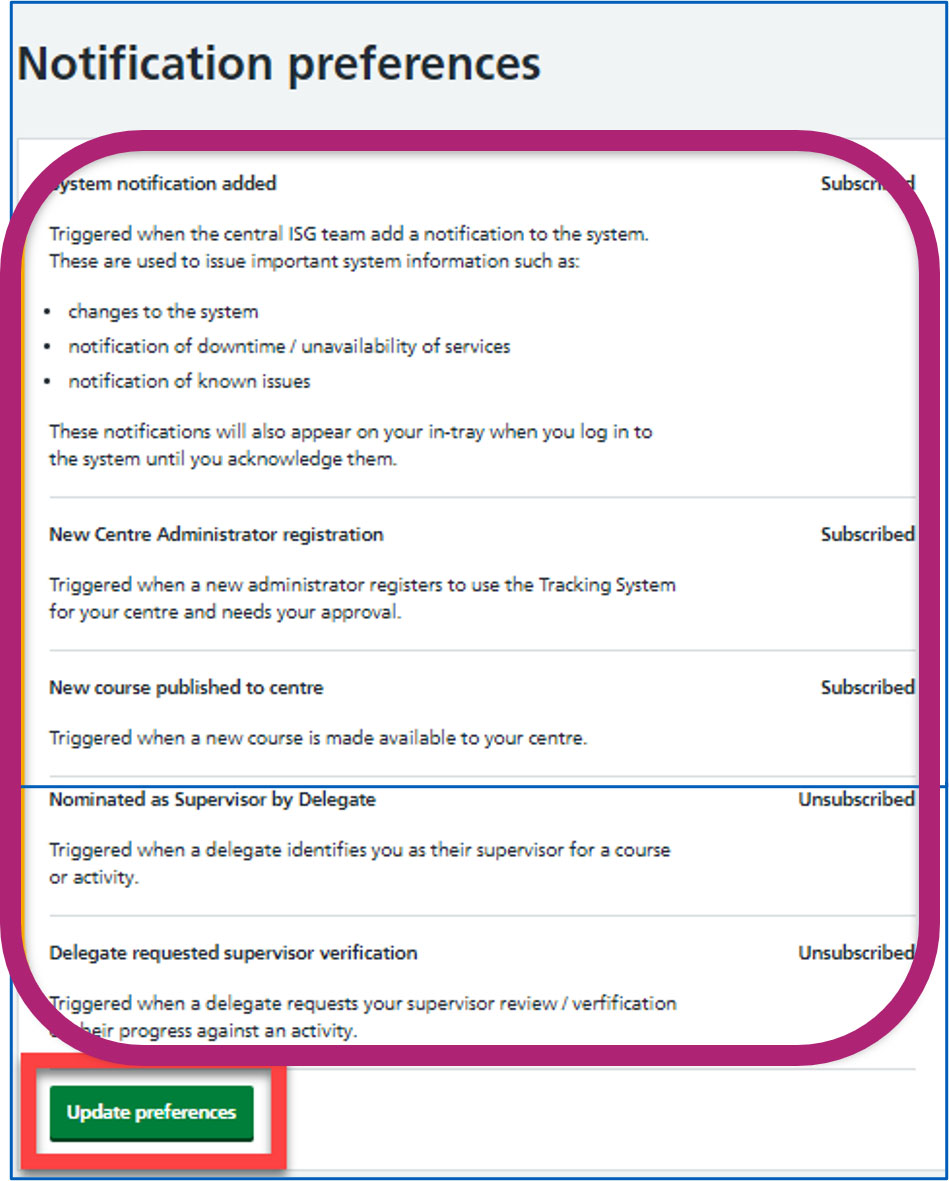 Notification preferences
System notification added Subscribed
Triggered when the central ISG team add a notification to the system.
These are used to issue important system information such as:
• changes to the system
• notification of downtime / unavailability of services
• notification of known issues
These notifications will also appear on your in-tray when you log in to
the system until you acknowledge them.
New Centre Administrator registration Subscribed
Triggered when a new administrator registers to use the Tracking System
for your centre and needs your approval.
New course published to centre Subscribed
Triggered when a new course is made available to your centre.
Nominated as Supervisor by Delegate Unsubscribed
Triggered when a delegate identifies you as their supervisor for a course
or activity.
Delegate requested supervisor verification Unsubscribed
Triggered when a delegate requests your supervisor review / verfification
their progress against an activity.
Update preferences